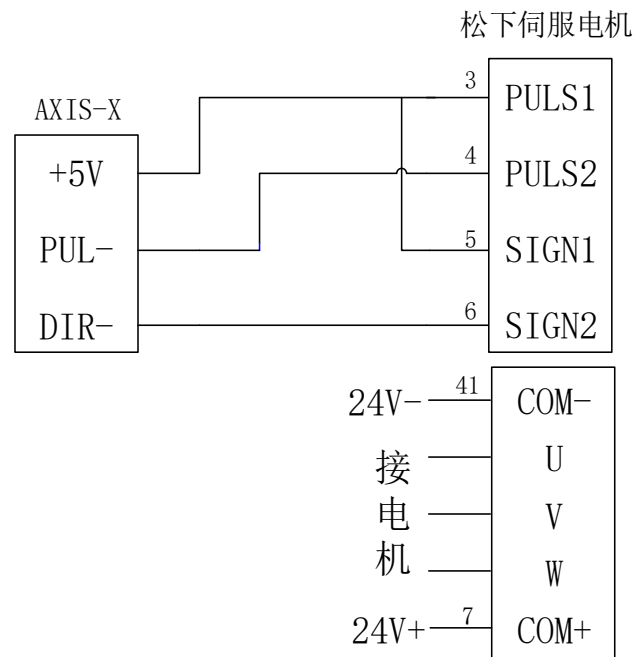 松下伺服电机
AXIS-X
+5V
PUL-
DIR-
3 PULS1
4 PULS2
5 SIGN1
6 SIGN2
24V- 41 COM-
接电机
U
V
W
24V+ 7 COM+